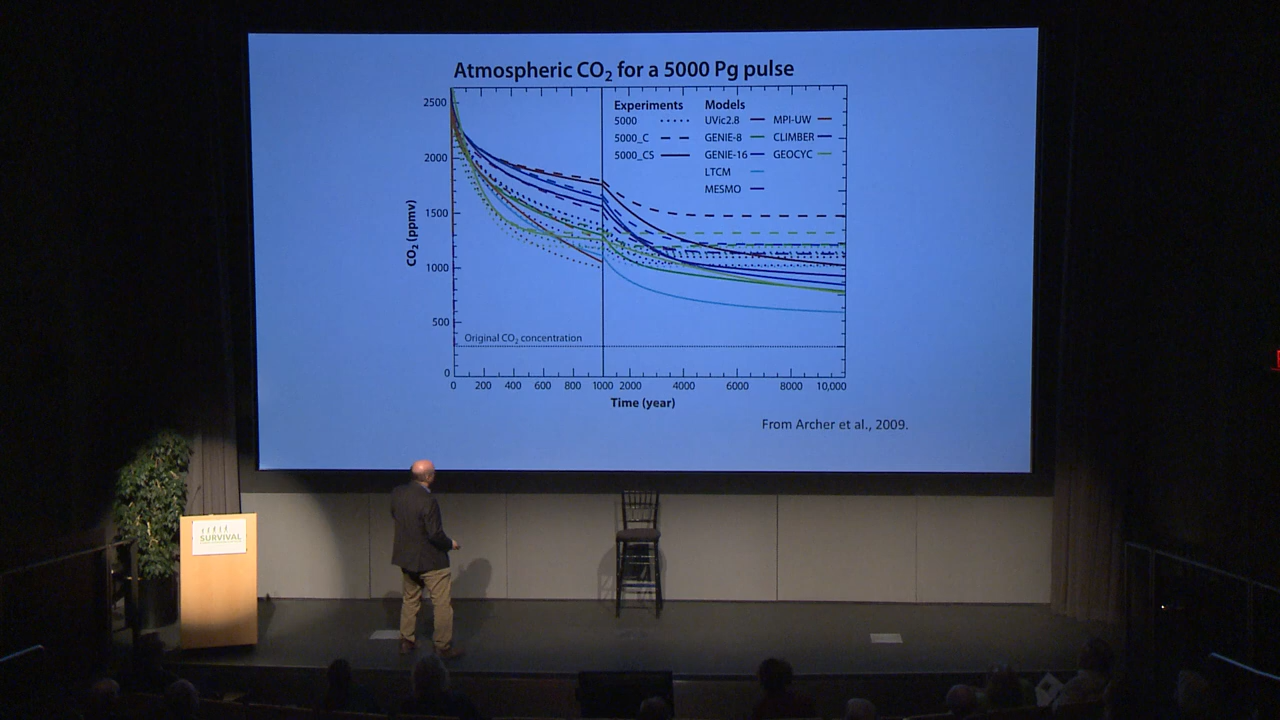 Atmospheric CO₂ for a 5000 Pg pulse
Experiments
5000
5000_C
5000_CS
Models
UVic2.8
GENIE-8
GENIE-16
LTCM
MESMO
MPI-UW
CLIMBER
GEOCYC
CO₂ (ppmv)
2500
2000
1500
1000
500
0
Original CO₂ concentration
0 200 400 600 800 1000 2000 4000 6000 8000 10,000
Time (year)
From Archer et al., 2009.
SURVIVAL